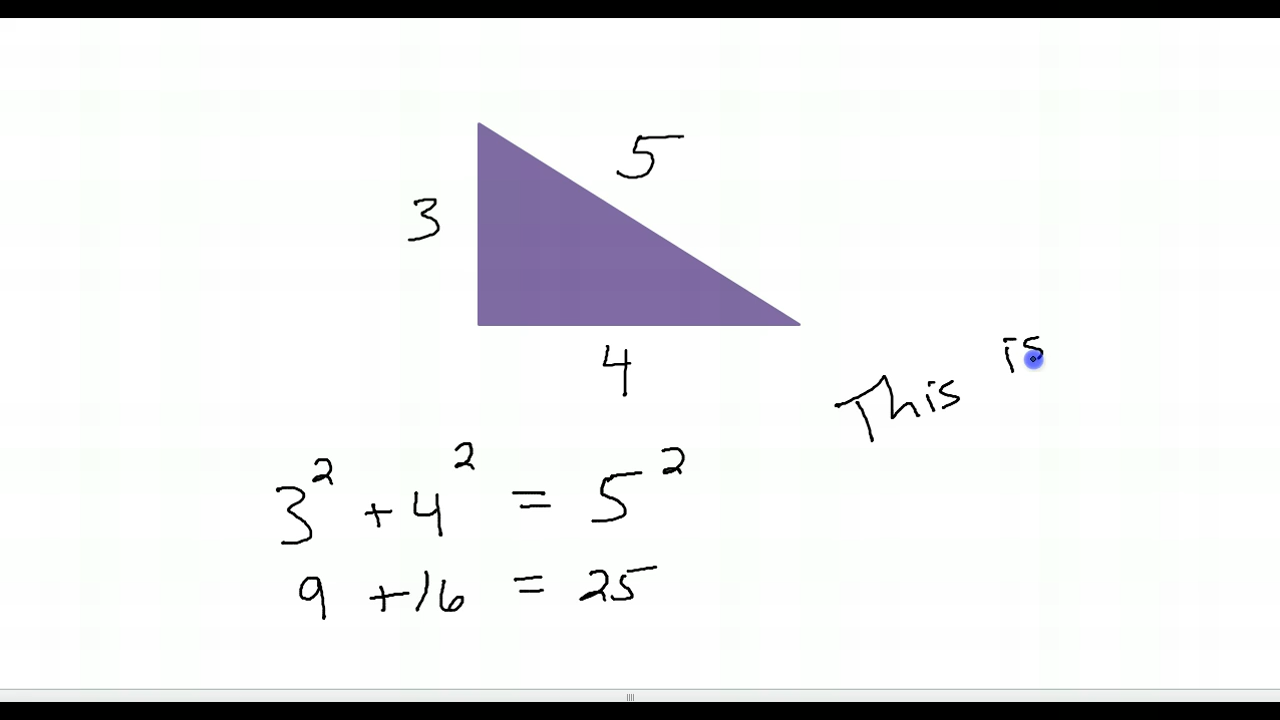 5
3
4
This is
3² + 4² = 5²
9 + 16 = 25